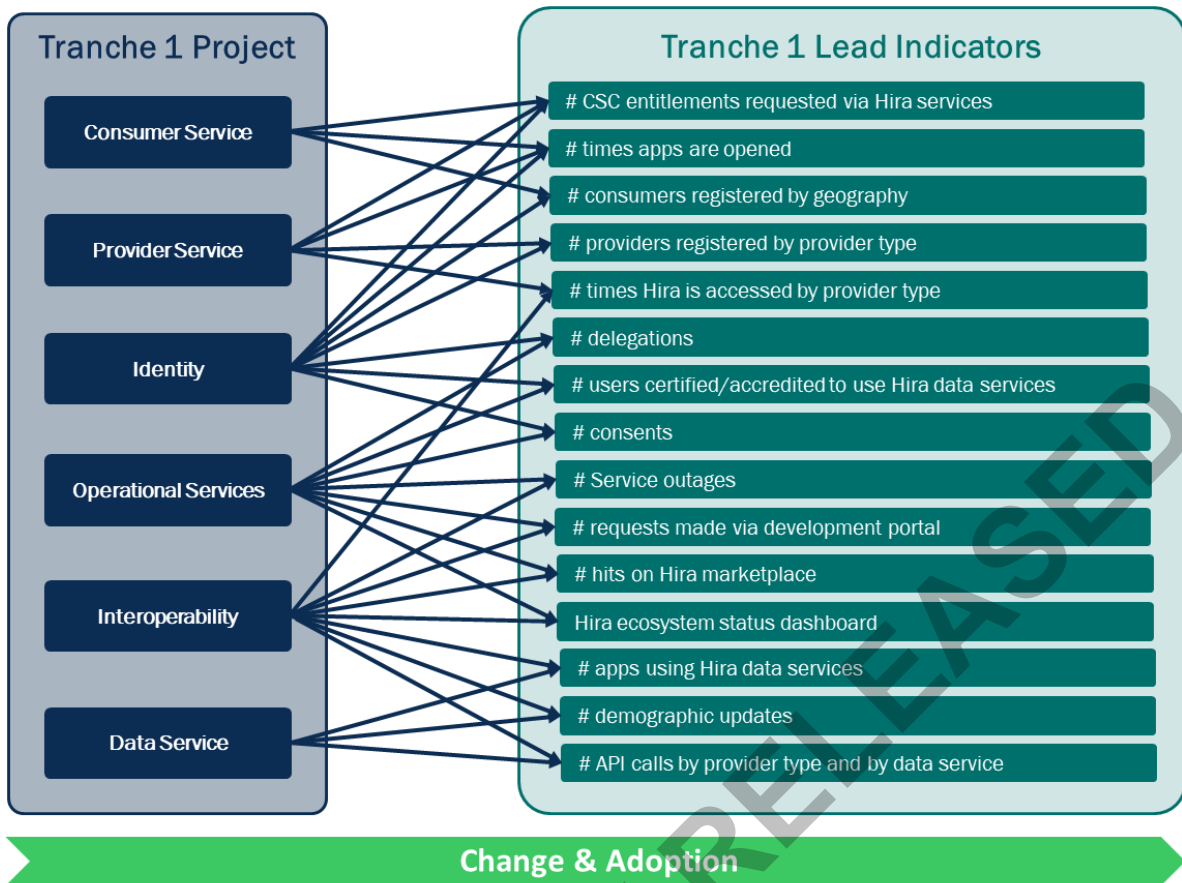 Tranche 1 Project
Consumer Service
Provider Service
Identity
Operational Services
Interoperability
Data Service
Tranche 1 Lead Indicators
# CSC entitlements requested via Hira services
# times apps are opened
# consumers registered by geography
# providers registered by provider type
# times Hira is accessed by provider type
# delegations
# users certified/accredited to use Hira data services
# consents
# Service outages
# requests made via development portal
# hits on Hira marketplace
Hira ecosystem status dashboard
# apps using Hira data services
# demographic updates
# API calls by provider type and by data service
RELEASED
Change & Adoption